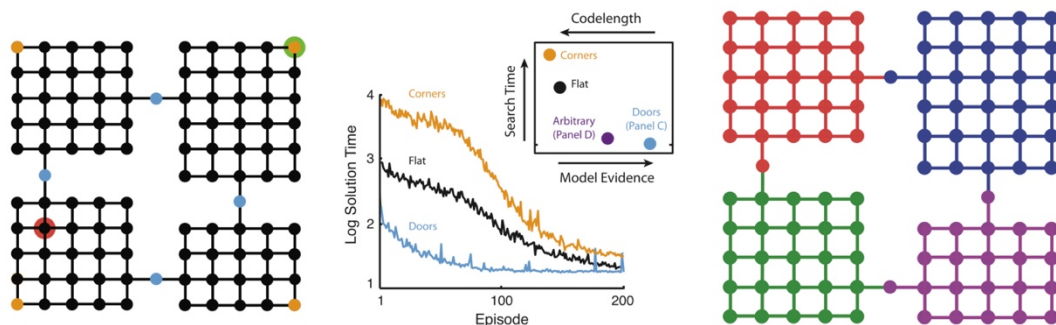 Codelength
Corners
Flat
Arbitrary
(Panel D)
Doors
(Panel C)
Search Time
Model Evidence
4
3
2
1
Log Solution Time
Corners
Flat
Doors
1
100
200
Episode